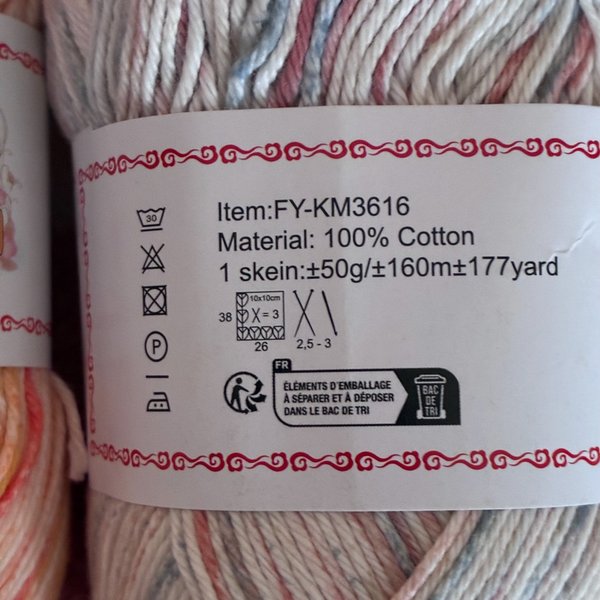 30
Item:FY-KM3616
Material: 100% Cotton
1 skein:±50g/±160m±177yard
10x10cm
38 X = 3
26
2,5 - 3
P
FR
ÉLÉMENTS D'EMBALLAGE
À SÉPARER ET À DÉPOSER
DANS LE BAC DE TRI
BAC
DE
TRI